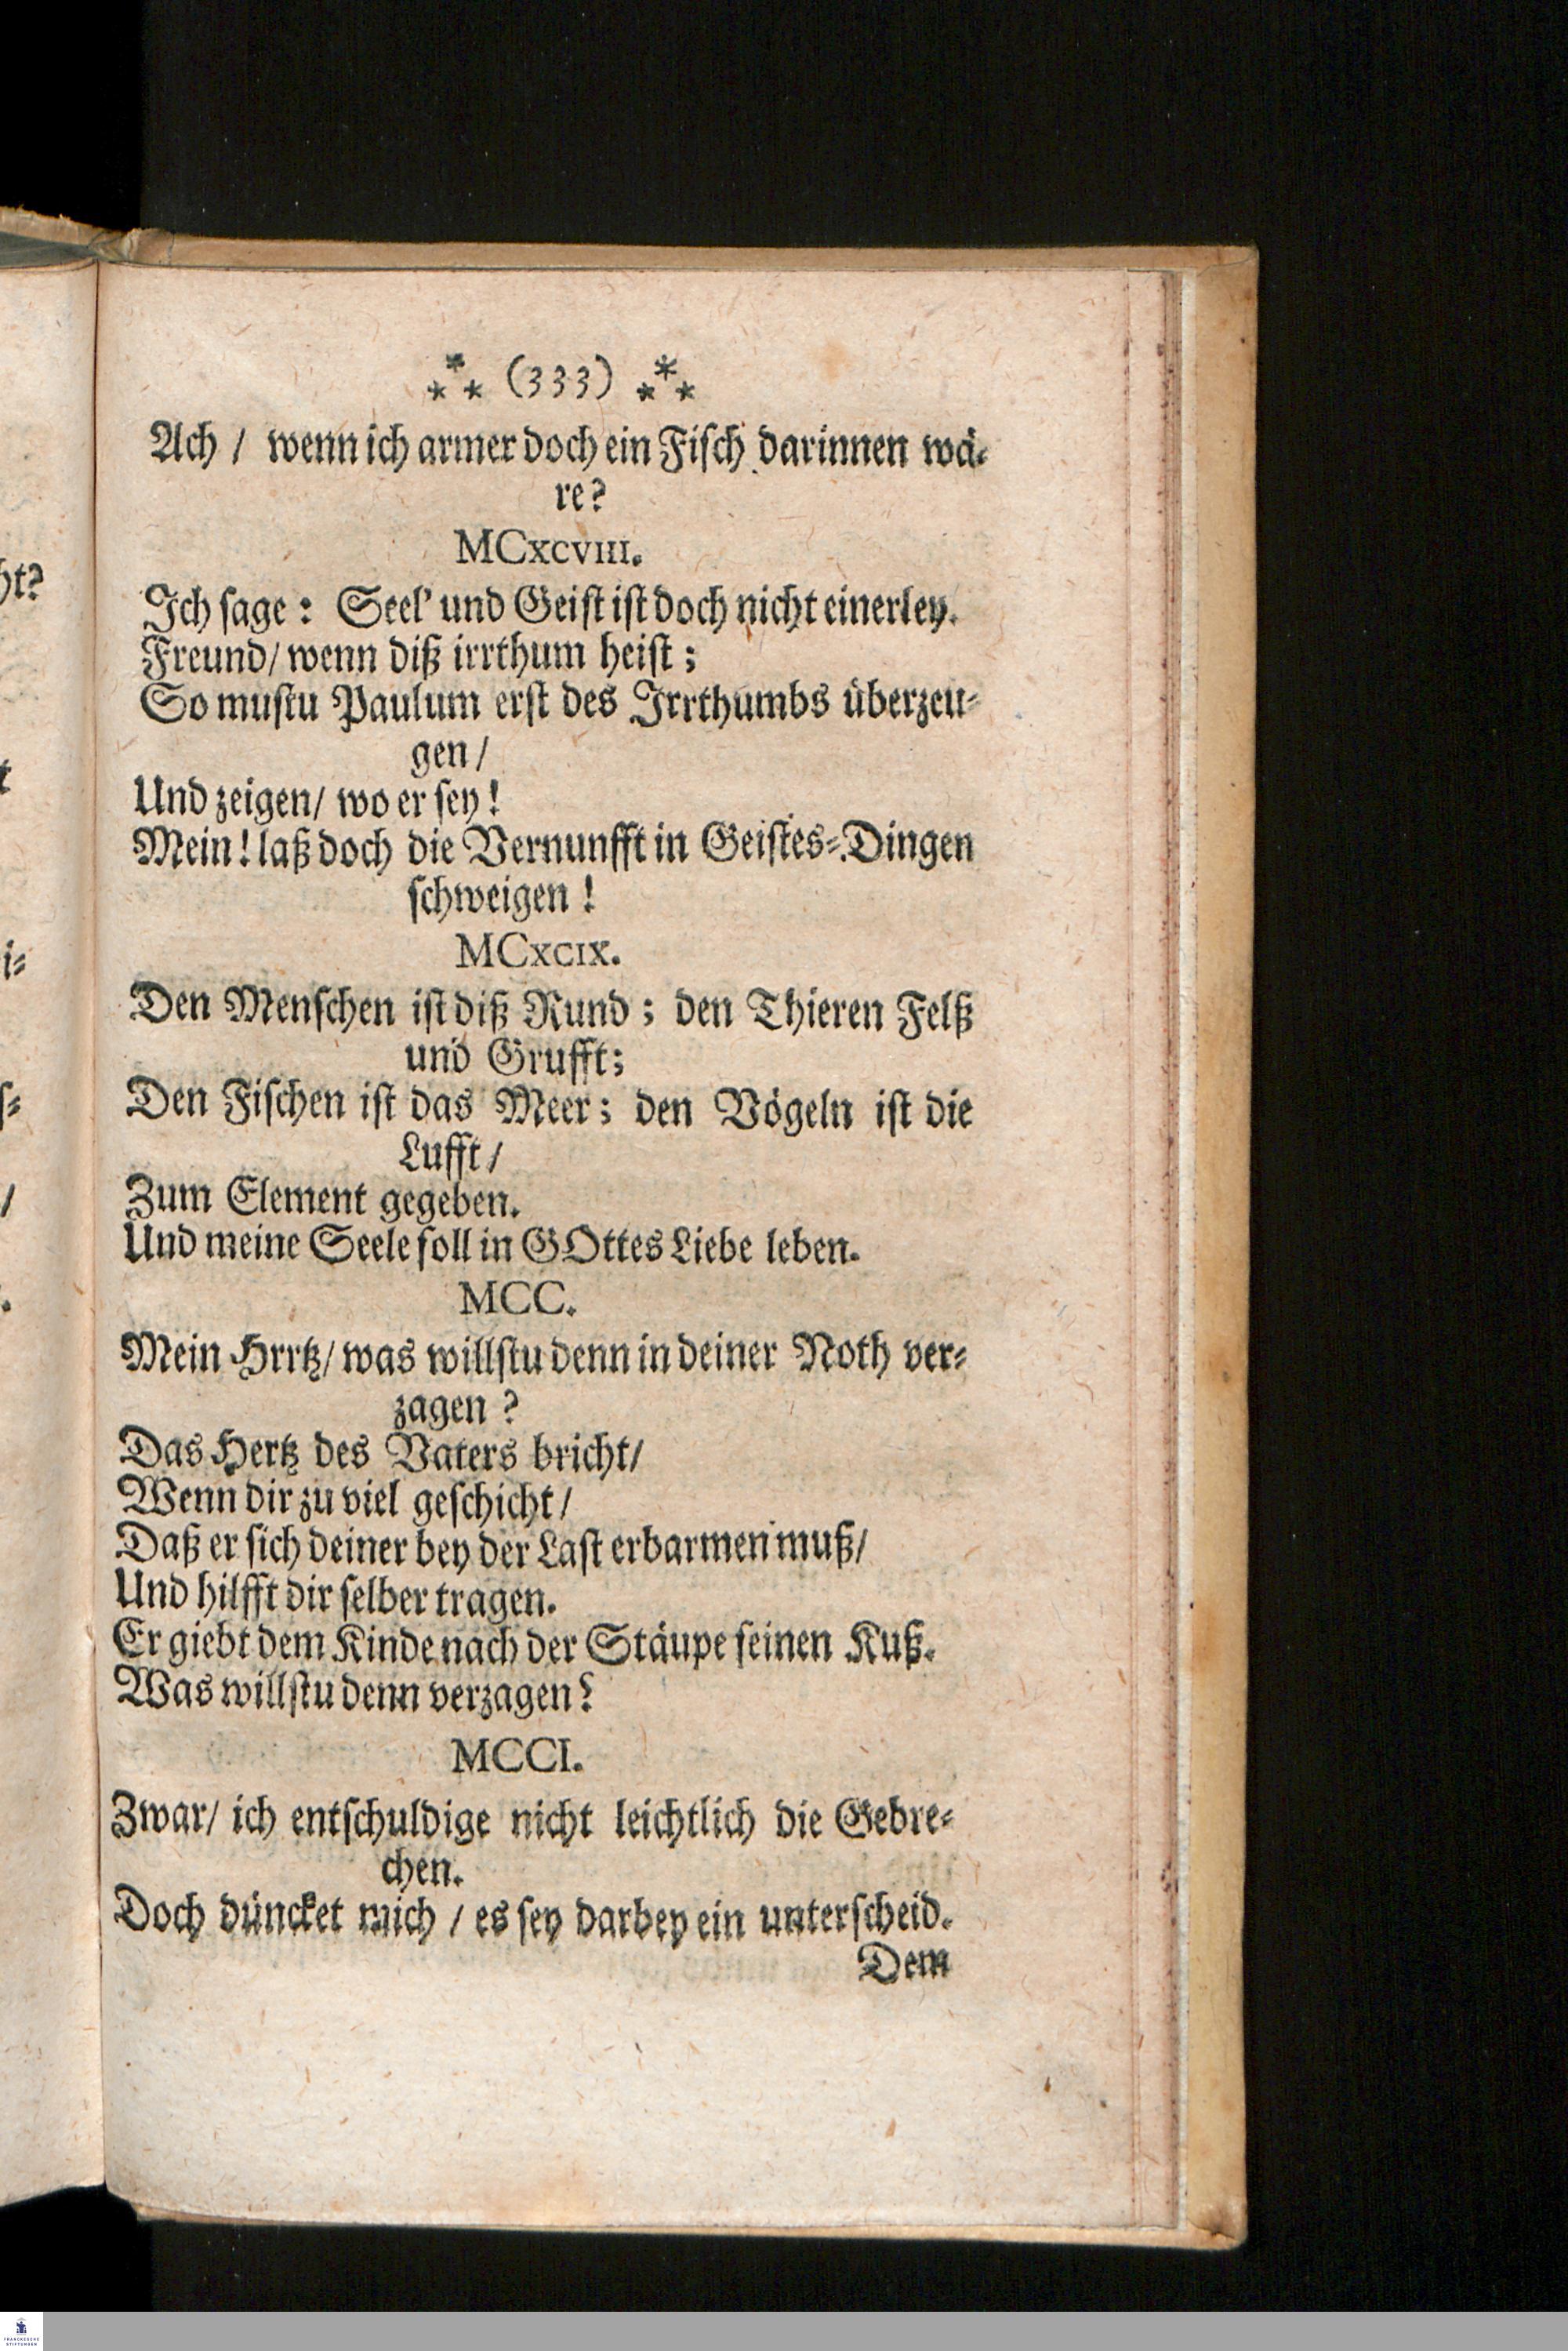 ⁂ (333) ⁂
Ach / wenn ich armer doch ein Fisch darinnen wä-
re?
MCXCVIII.
Ich sage: Seel' und Geist ist doch nicht einerley.
Freund/ wenn diß irrthum heist;
So mustu Paulum erst des Irrthumbs überzeu-
gen /
Und zeigen/ wo er sey!
Mein! laß doch die Vernunfft in Geistes-Dingen
schweigen!
MCXCIX.
Den Menschen ist diß Rund; den Thieren Felß
und Grufft;
Den Fischen ist das Meer; den Vögeln ist die
Lufft /
Zum Element gegeben.
Und meine Seele soll in GOttes Liebe leben.
MCC.
Mein Hrrtz/ was willstu denn in deiner Noth ver-
zagen?
Das Hertz des Vaters bricht/
Wenn dir zu viel geschicht /
Daß er sich deiner bey der Last erbarmen muß/
Und hilfft dir selber tragen.
Er giebt dem Kinde nach der Stäupe seinen Kuß.
Was willstu denn verzagen?
MCCI.
Zwar/ ich entschuldige nicht leichtlich die Gebre-
chen.
Doch düncket mich / es sey darbey ein unterscheid.
Dem
ht?
t
i-
s-
/
.
FRANCKESCHE
STIFTUNGEN